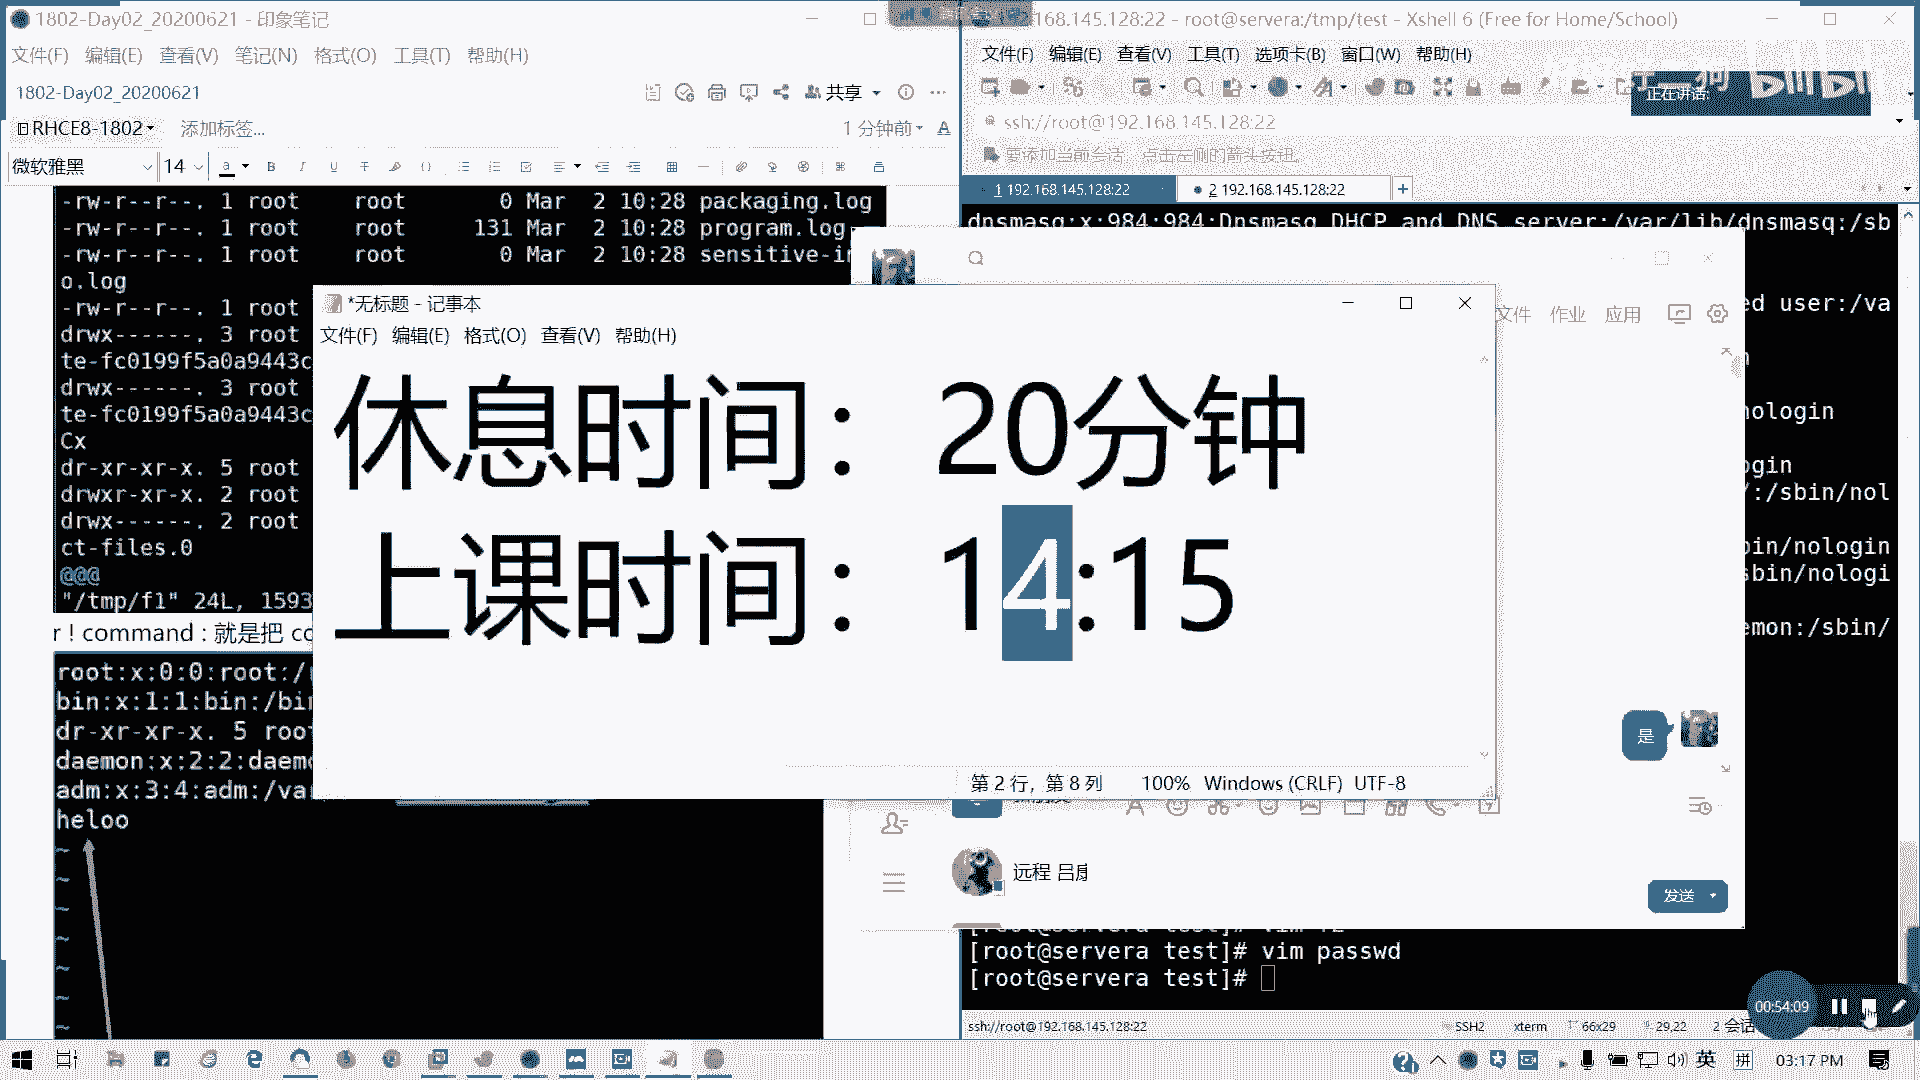 1802-Day02_20200621 - 印象笔记
文件(F) 编辑(E) 查看(V) 笔记(N) 格式(O) 工具(T) 帮助(H)
1802-Day02_20200621
共享
RHCE8-1802 添加标签...
1 分钟前
微软雅黑 14
-rw-r--r--. 1 root root 0 Mar 2 10:28 packaging.log
-rw-r--r--. 1 root root 131 Mar 2 10:28 program.log
-rw-r--r--. 1 root root 0 Mar 2 10:28 sensitive-in
o.log
-rw-r--r--. 1 root
drwx------. 3 root
te-fc0199f5a0a9443c
drwx------. 3 root
te-fc0199f5a0a9443c
Cx
dr-xr-xr-x. 5 root
drwxr-xr-x. 2 root
drwx------. 2 root
ct-files.0
@@@
"/tmp/f1" 24L, 1593
r ! command : 就是把 co
root:x:0:0:root:/
bin:x:1:1:bin:/bin
dr-xr-xr-x. 5 root
daemon:x:2:2:daemo
adm:x:3:4:adm:/va
heloo
~
~
~
~
~
~
~
168.145.128:22 - root@servera:/tmp/test - Xshell 6 (Free for Home/School)
文件(F) 编辑(E) 查看(V) 工具(T) 选项卡(B) 窗口(W) 帮助(H)
正在讲话:
ssh://root@192.168.145.128:22
要添加当前会话，点击左侧的箭头按钮。
1 192.168.145.128:22
2 192.168.145.128:22
dnsmasq:x:984:984:Dnsmasq DHCP and DNS server:/var/lib/dnsmasq:/sb
ed user:/va
nologin
ogin
/:/sbin/nol
bin/nologin
sbin/nologi
emon:/sbin/
文件 作业 应用
是
远程 吕
发送
*无标题 - 记事本
文件(F) 编辑(E) 格式(O) 查看(V) 帮助(H)
休息时间：20分钟
上课时间：14:15
第 2 行，第 8 列 100% Windows (CRLF) UTF-8
[root@servera test]# vim passwd
[root@servera test]#
00:54:09
ssh://root@192.168.145.128:22 SSH2 xterm 66x29 29,22 2 会话
英 拼 03:17 PM